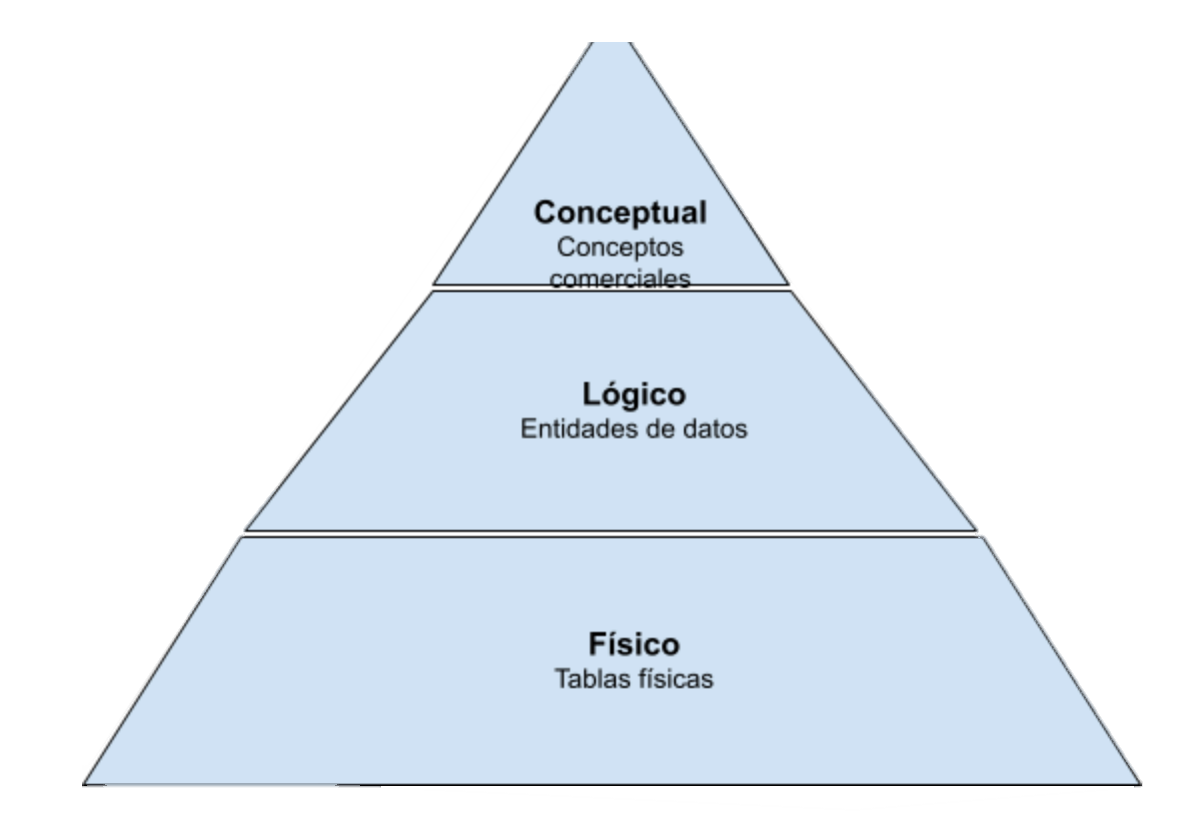 Conceptual
Conceptos
comerciales
Lógico
Entidades de datos
Físico
Tablas físicas